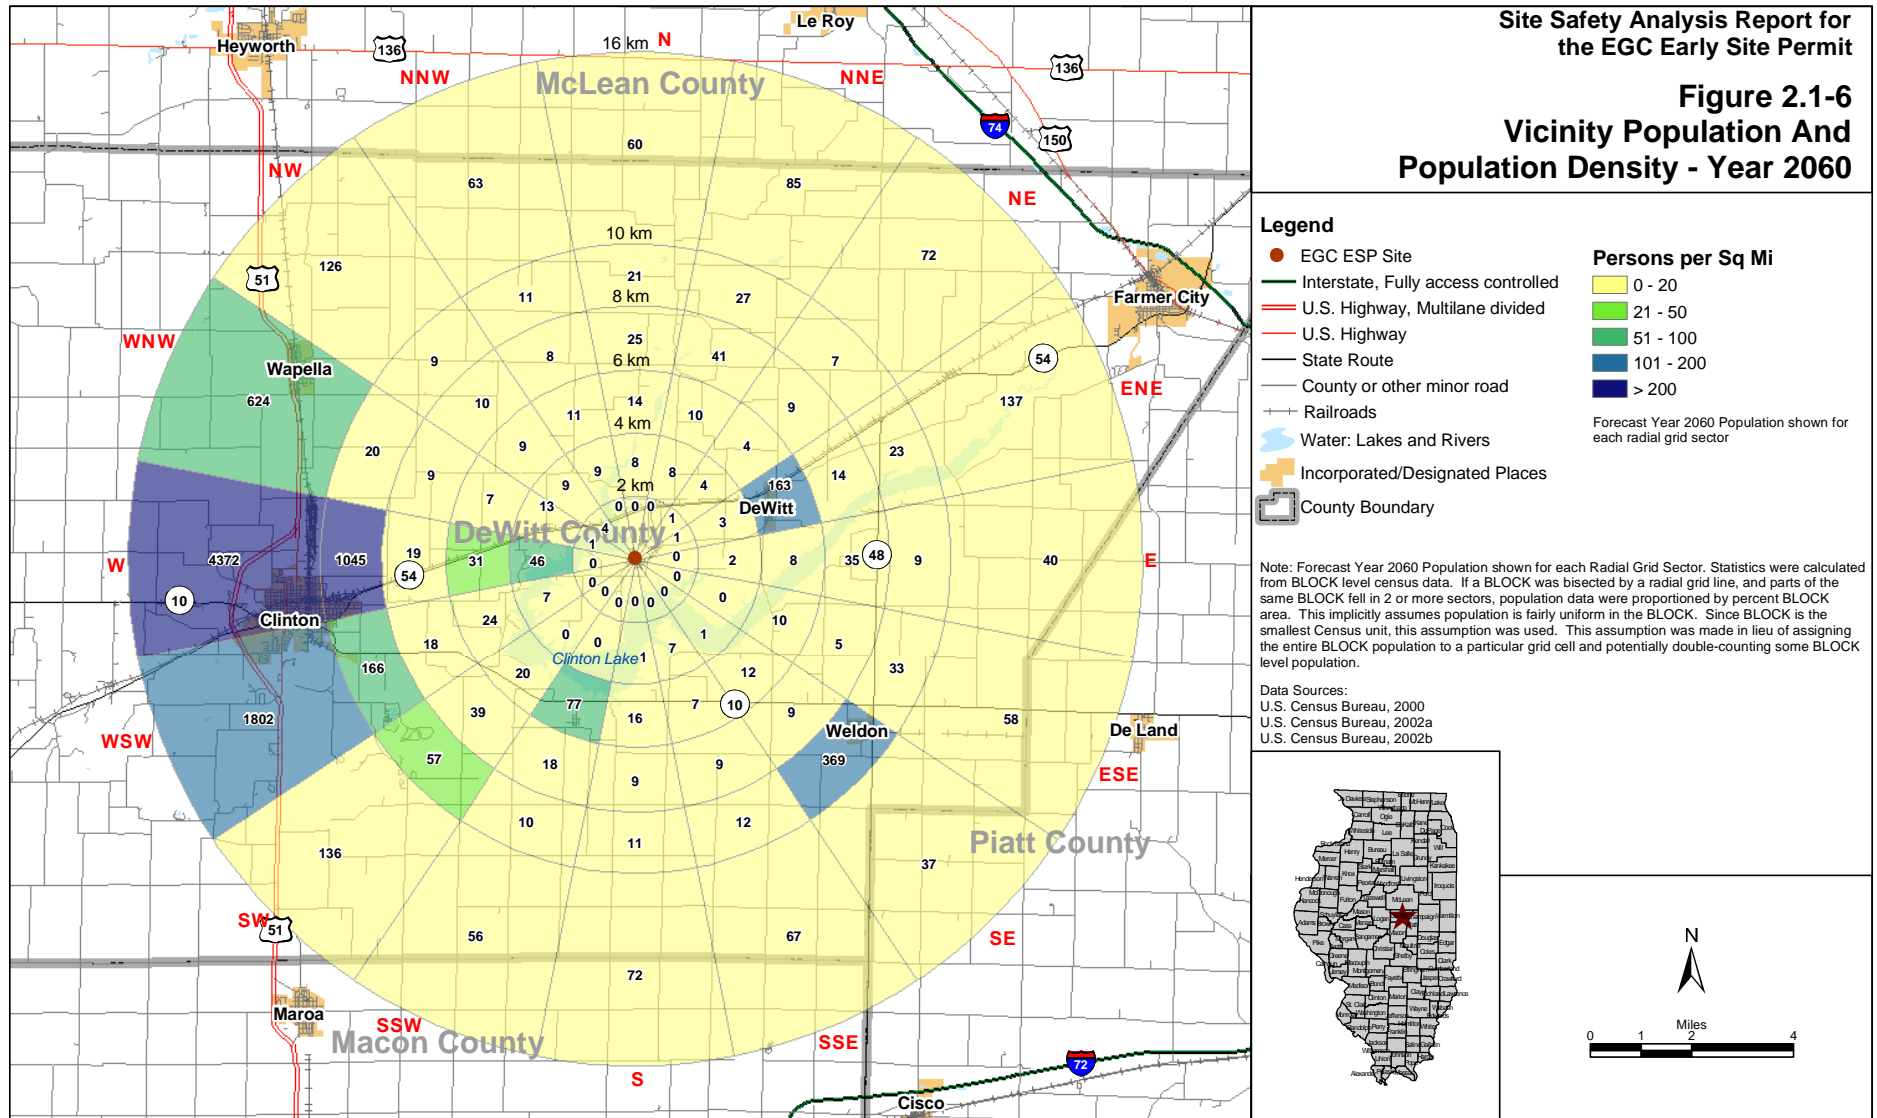 Site Safety Analysis Report for
the EGC Early Site Permit
Figure 2.1-6
Vicinity Population And
Population Density - Year 2060
Legend
EGC ESP Site
Interstate, Fully access controlled
U.S. Highway, Multilane divided
U.S. Highway
State Route
County or other minor road
Railroads
Water: Lakes and Rivers
Incorporated/Designated Places
County Boundary
Persons per Sq Mi
0 - 20
21 - 50
51 - 100
101 - 200
> 200
Forecast Year 2060 Population shown for
each radial grid sector
Note: Forecast Year 2060 Population shown for each Radial Grid Sector. Statistics were calculated
from BLOCK level census data. If a BLOCK was bisected by a radial grid line, and parts of the
same BLOCK fell in 2 or more sectors, population data were proportioned by percent BLOCK
area. This implicitly assumes population is fairly uniform in the BLOCK. Since BLOCK is the
smallest Census unit, this assumption was used. This assumption was made in lieu of assigning
the entire BLOCK population to a particular grid cell and potentially double-counting some BLOCK
level population.
Data Sources:
U.S. Census Bureau, 2000
U.S. Census Bureau, 2002a
U.S. Census Bureau, 2002b
N
Miles
0 1 2 4
Le Roy
Heyworth
136
16 km N
NNW
McLean County
NNE
136
74
150
60
NW
63
85
NE
10 km
72
126
51
21
11
8 km
27
Farmer City
WNW
25
9
8
6 km
41
7
54
Wapella
ENE
624
10
11
14
10
9
137
4 km
20
9
9
4
23
9
8
8
14
7
9
2 km
4
163
13
0 0 0
DeWitt
4
1
3
DeWitt County
1
1
W
4372
1045
19
31
46
0
0
2
8
35
48
9
40
E
54
0
0
10
7
0
0
0
0 0 0 0
Clinton
24
10
18
0
0
1
5
7
Clinton Lake
1
166
20
12
33
77
7
10
1802
39
16
9
58
WSW
Weldon
De Land
57
18
9
369
9
ESE
10
12
11
Piatt County
136
37
SW
51
56
67
SE
72
Maroa
SSW
Macon County
SSE
72
S
Cisco